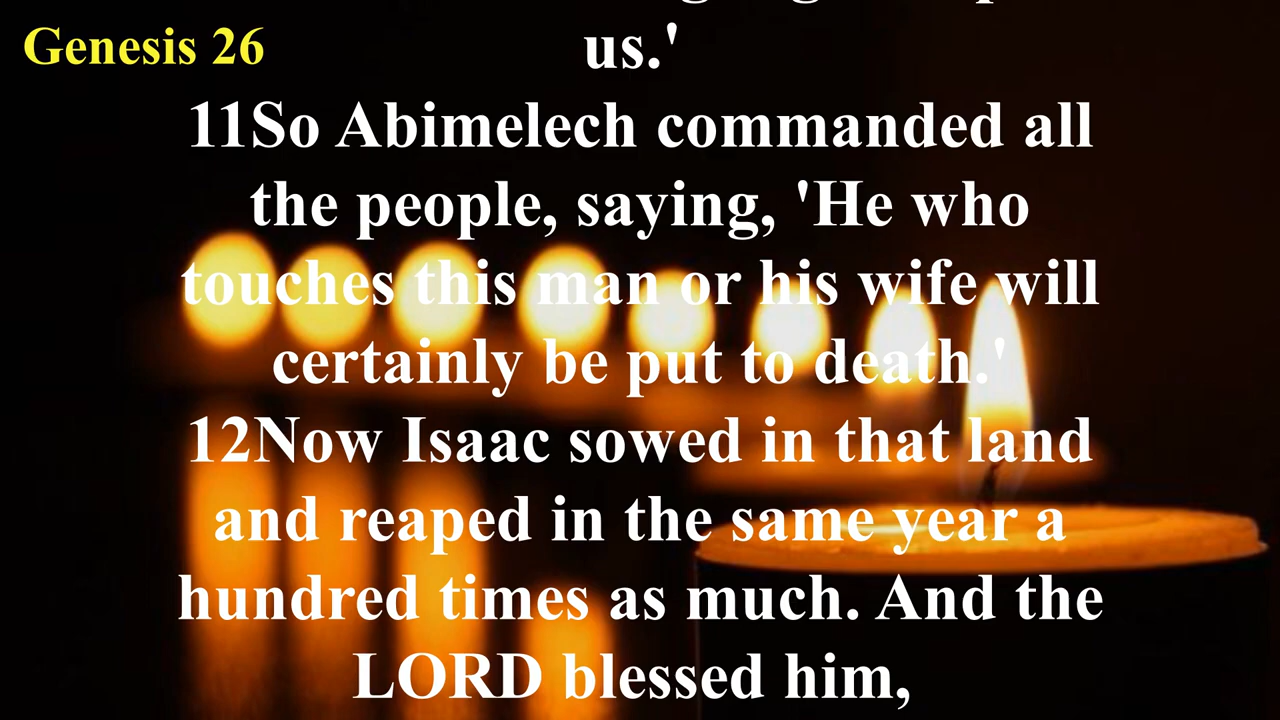 Genesis 26
us.'
11So Abimelech commanded all
the people, saying, 'He who
touches this man or his wife will
certainly be put to death.'
12Now Isaac sowed in that land
and reaped in the same year a
hundred times as much. And the
LORD blessed him,